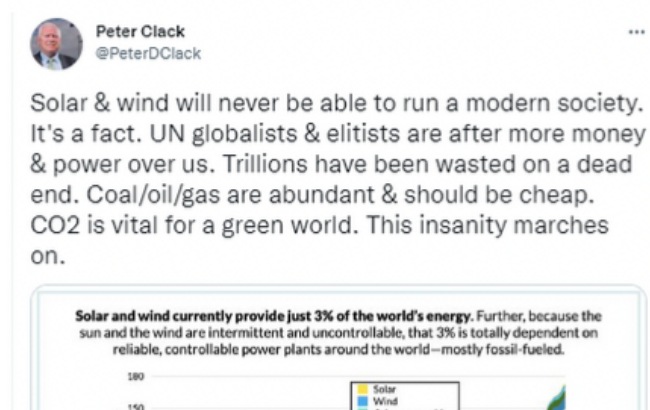 Peter Clack
@PeterDClack
Solar & wind will never be able to run a modern society.
It's a fact. UN globalists & elitists are after more money
& power over us. Trillions have been wasted on a dead
end. Coal/oil/gas are abundant & should be cheap.
CO2 is vital for a green world. This insanity marches
on.
Solar and wind currently provide just 3% of the world's energy. Further, because the
sun and the wind are intermittent and uncontrollable, that 3% is totally dependent on
reliable, controllable power plants around the world—mostly fossil-fueled.
180
Solar
Wind
150